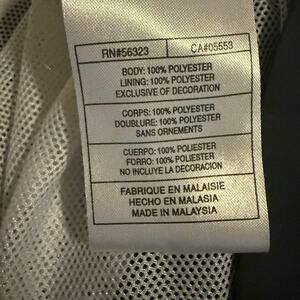 RN#56323 CA#05553
BODY: 100% POLYESTER
LINING: 100% POLYESTER
EXCLUSIVE OF DECORATION
CORPS: 100% POLYESTER
DOUBLURE: 100% POLYESTER
SANS ORNEMENTS
CUERPO: 100% POLIESTER
FORRO: 100% POLIESTER
NO INCLUYE LA DECORACION
FABRIQUE EN MALAISIE
HECHO EN MALASIA
MADE IN MALAYSIA